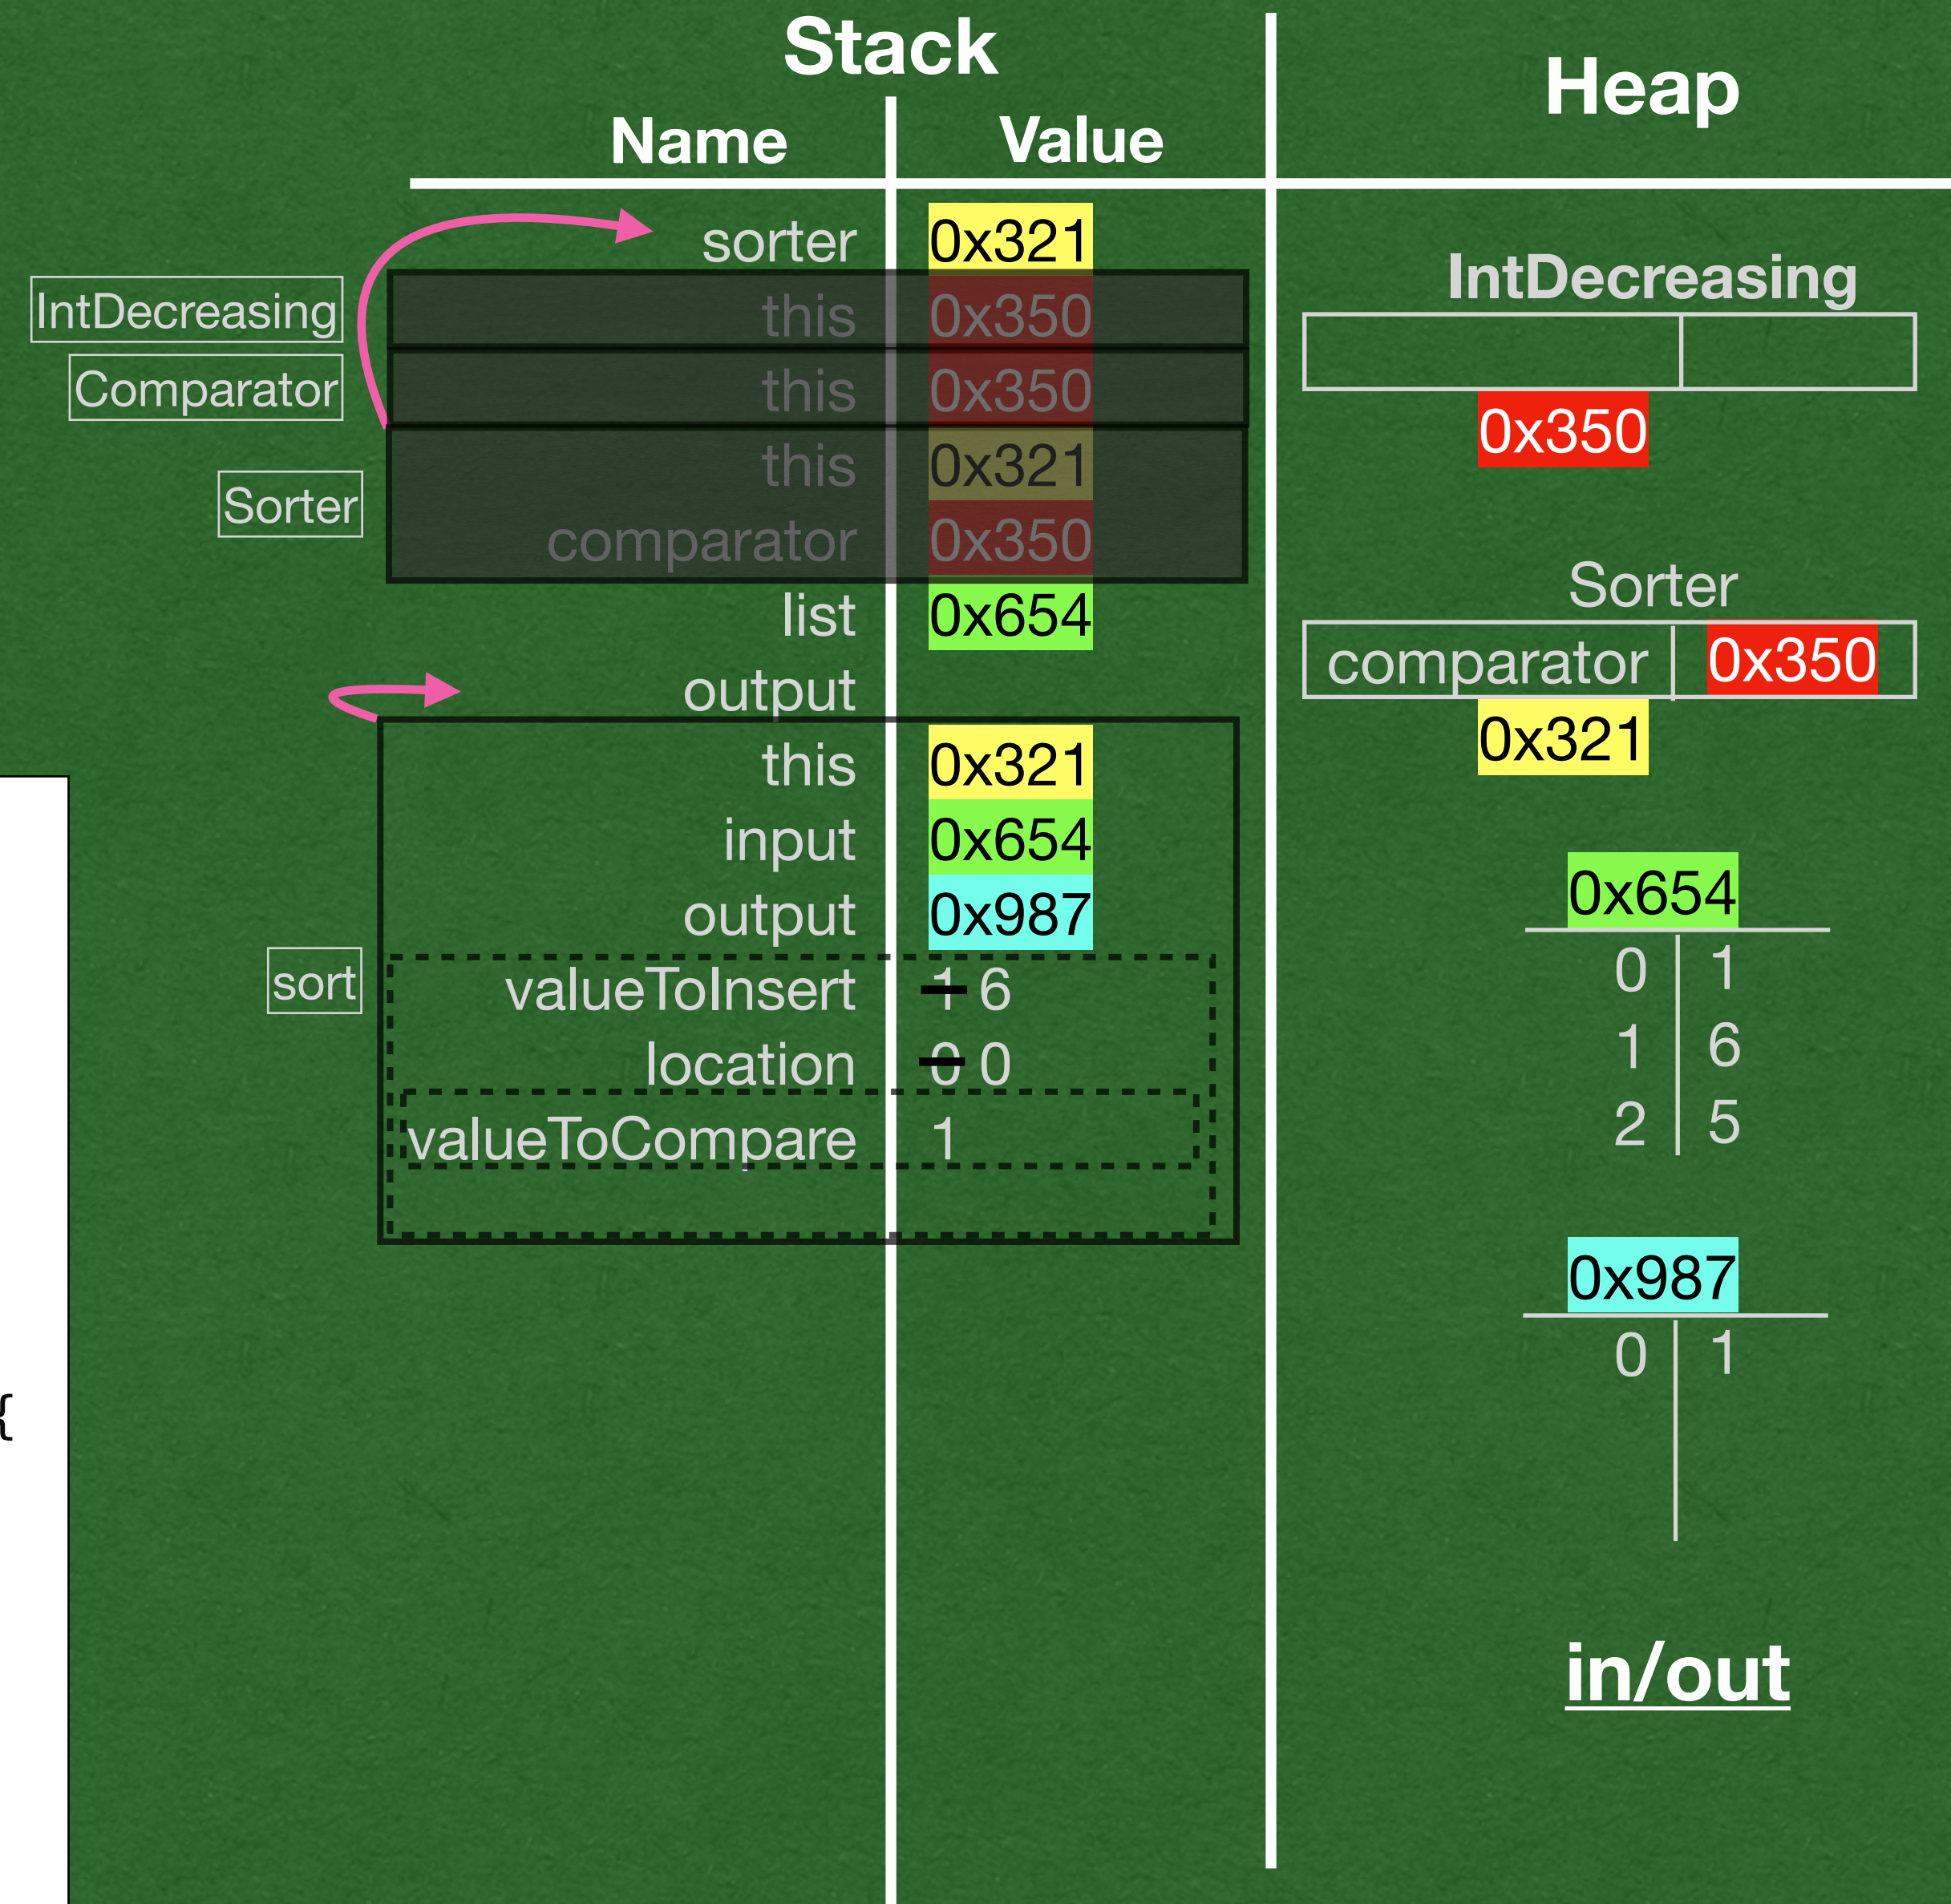 Stack
Heap
Name Value
sorter 0x321
IntDecreasing this 0x350
Comparator this 0x350
this 0x321
Sorter
comparator 0x350
list 0x654
output
this 0x321
input 0x654
output 0x987
sort
valueToInsert 1 6
location 0 0
valueToCompare 1
{
IntDecreasing
0x350
Sorter
comparator 0x350
0x321
0x654
0 1
1 6
2 5
0x987
0 1
in/out